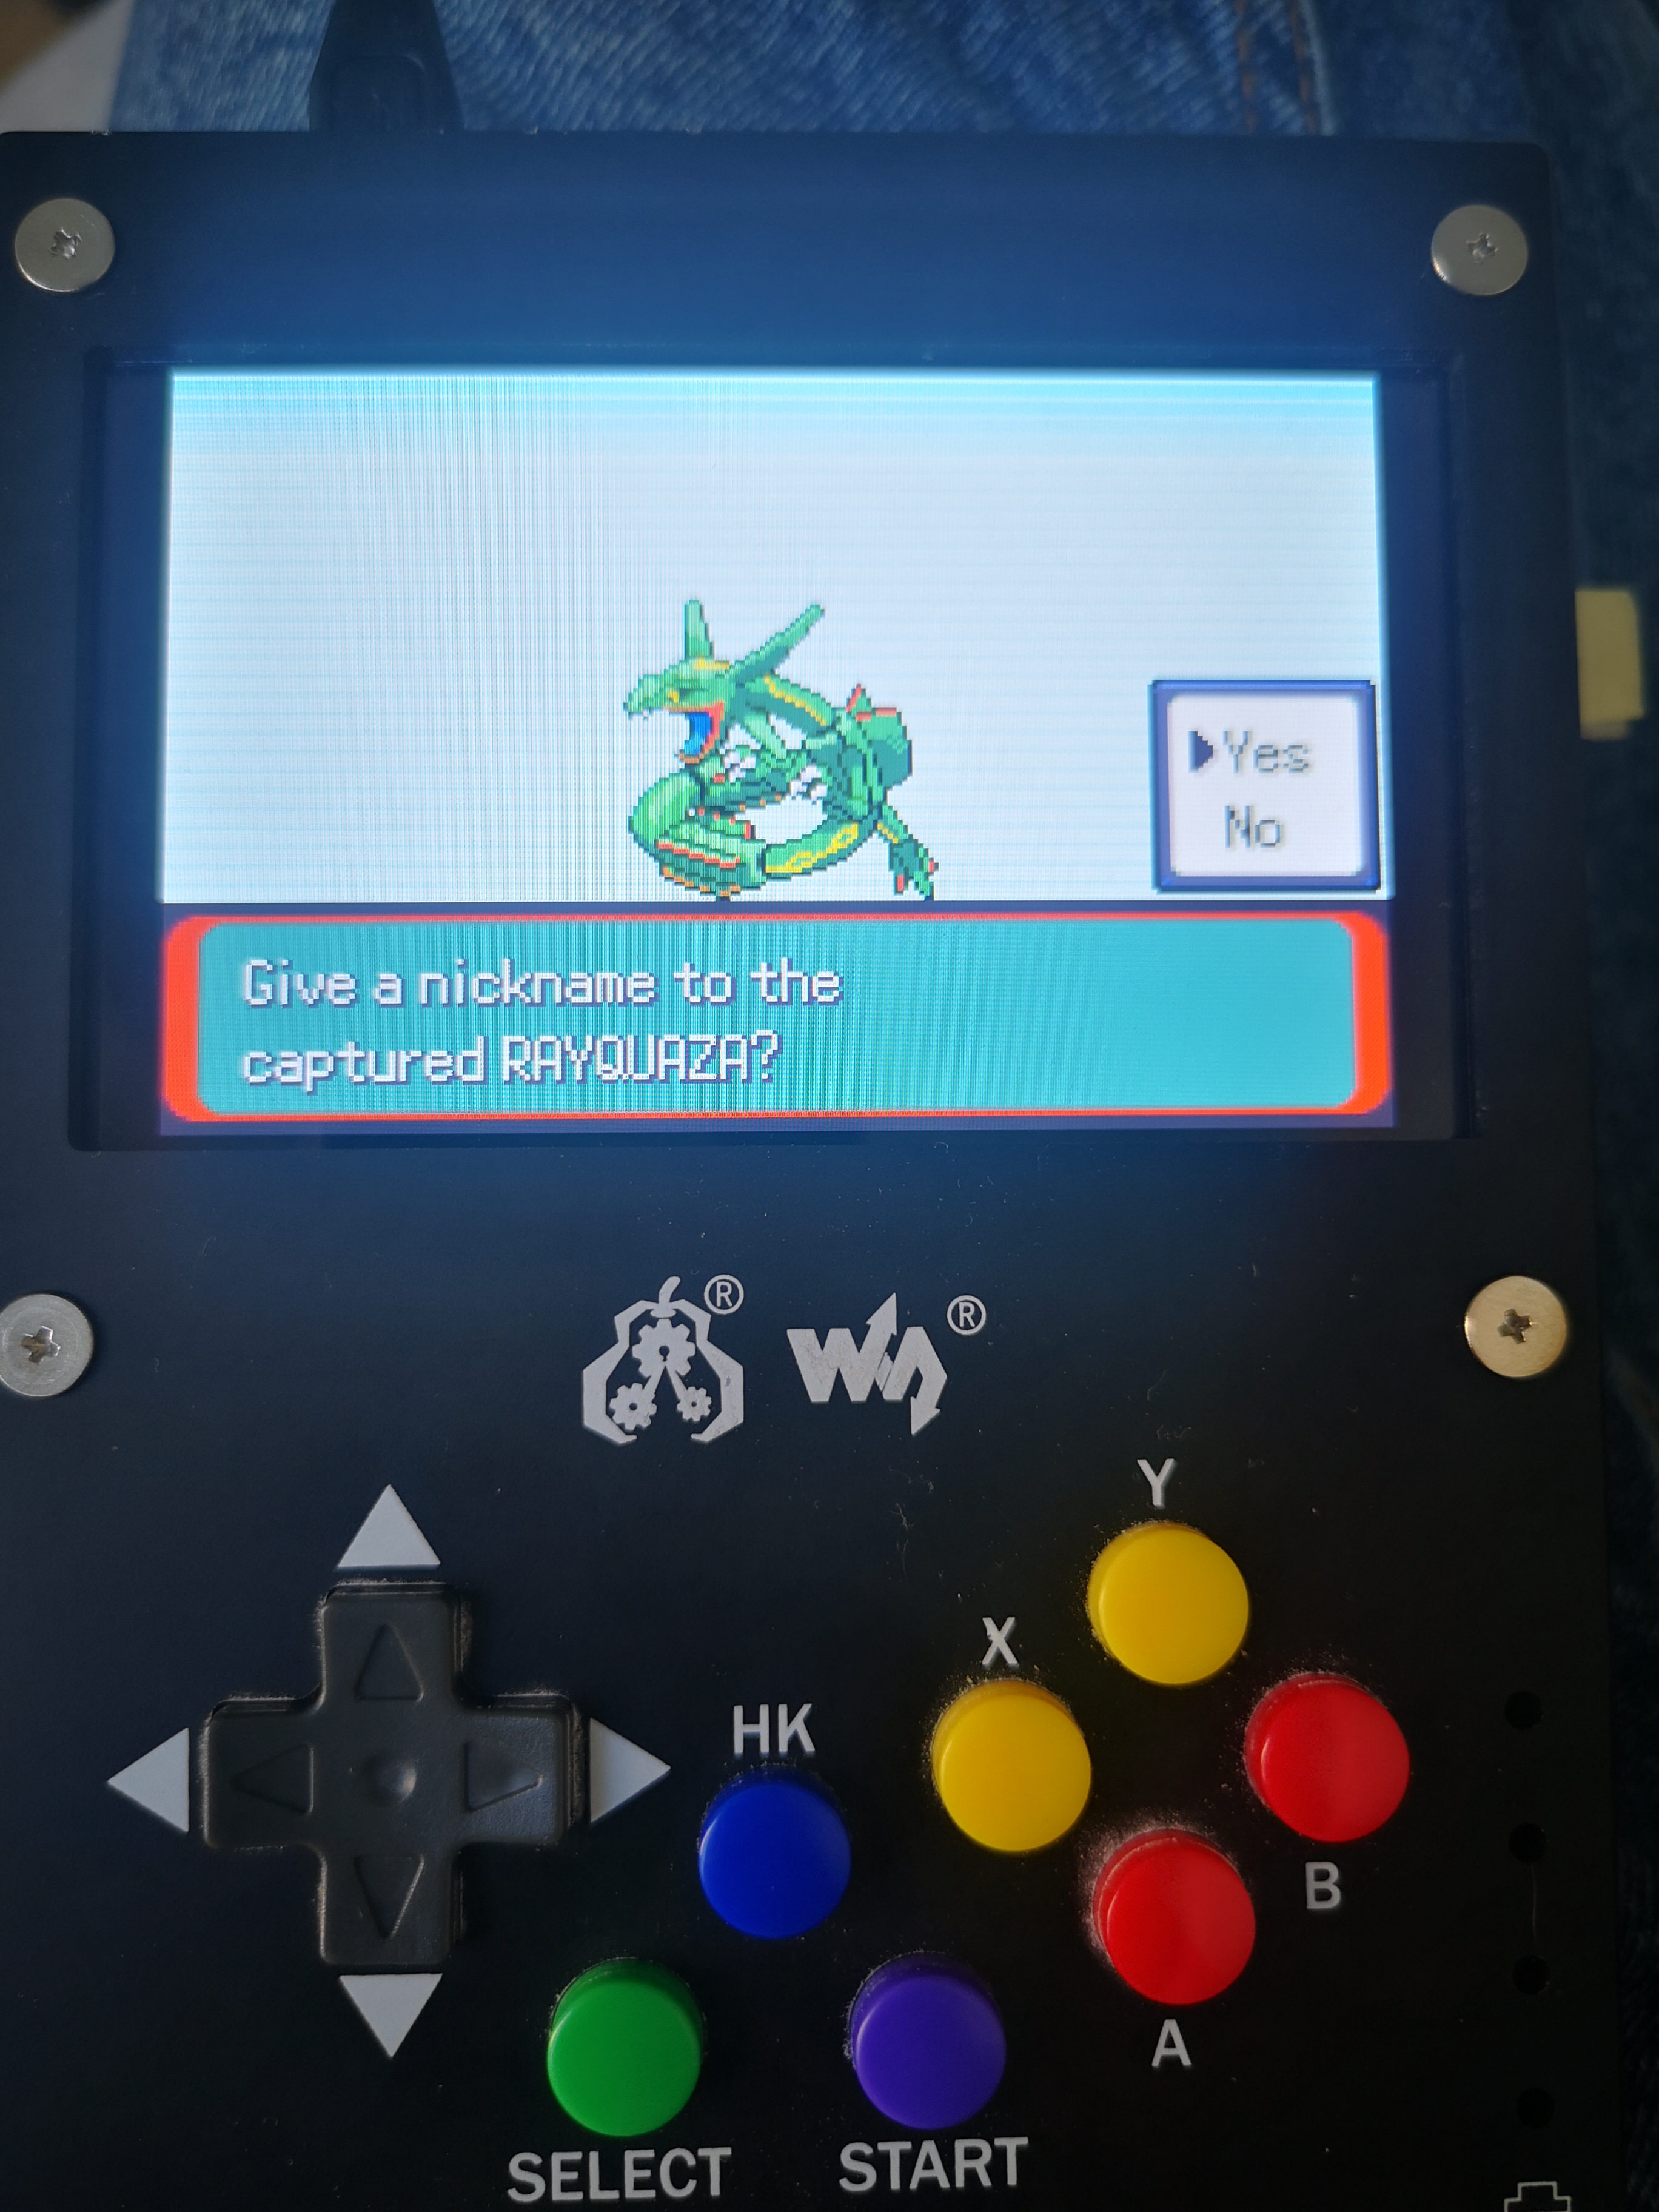 Yes
No
Give a nickname to the
captured RAYQUAZA?
® ®
Y
X
HK
B
A
SELECT START